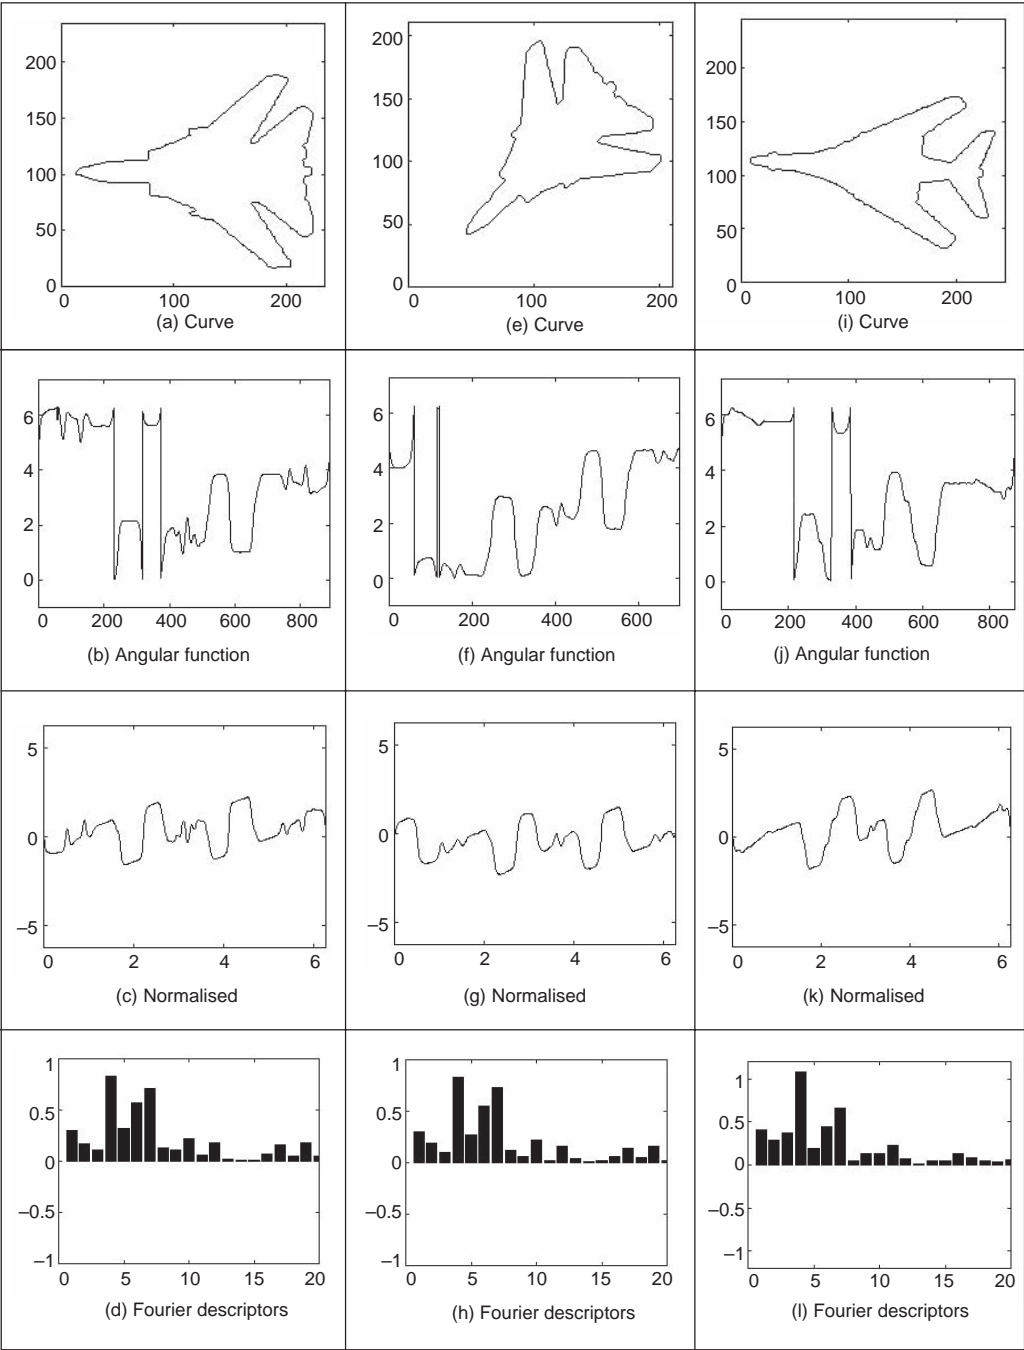 200
150
100
50
0
0 100 200
(a) Curve
200
150
100
50
0
0 100 200
(e) Curve
200
150
100
50
0
0 100 200
(i) Curve
6
4
2
0
0 200 400 600 800
(b) Angular function
6
4
2
0
0 200 400 600
(f) Angular function
6
4
2
0
0 200 400 600 800
(j) Angular function
5
0
–5
0 2 4 6
(c) Normalised
5
0
–5
0 2 4 6
(g) Normalised
5
0
–5
0 2 4 6
(k) Normalised
1
0.5
0
–0.5
–1
0 5 10 15 20
(d) Fourier descriptors
1
0.5
0
–0.5
–1
0 5 10 15 20
(h) Fourier descriptors
1
0.5
0
–0.5
–1
0 5 10 15 20
(l) Fourier descriptors